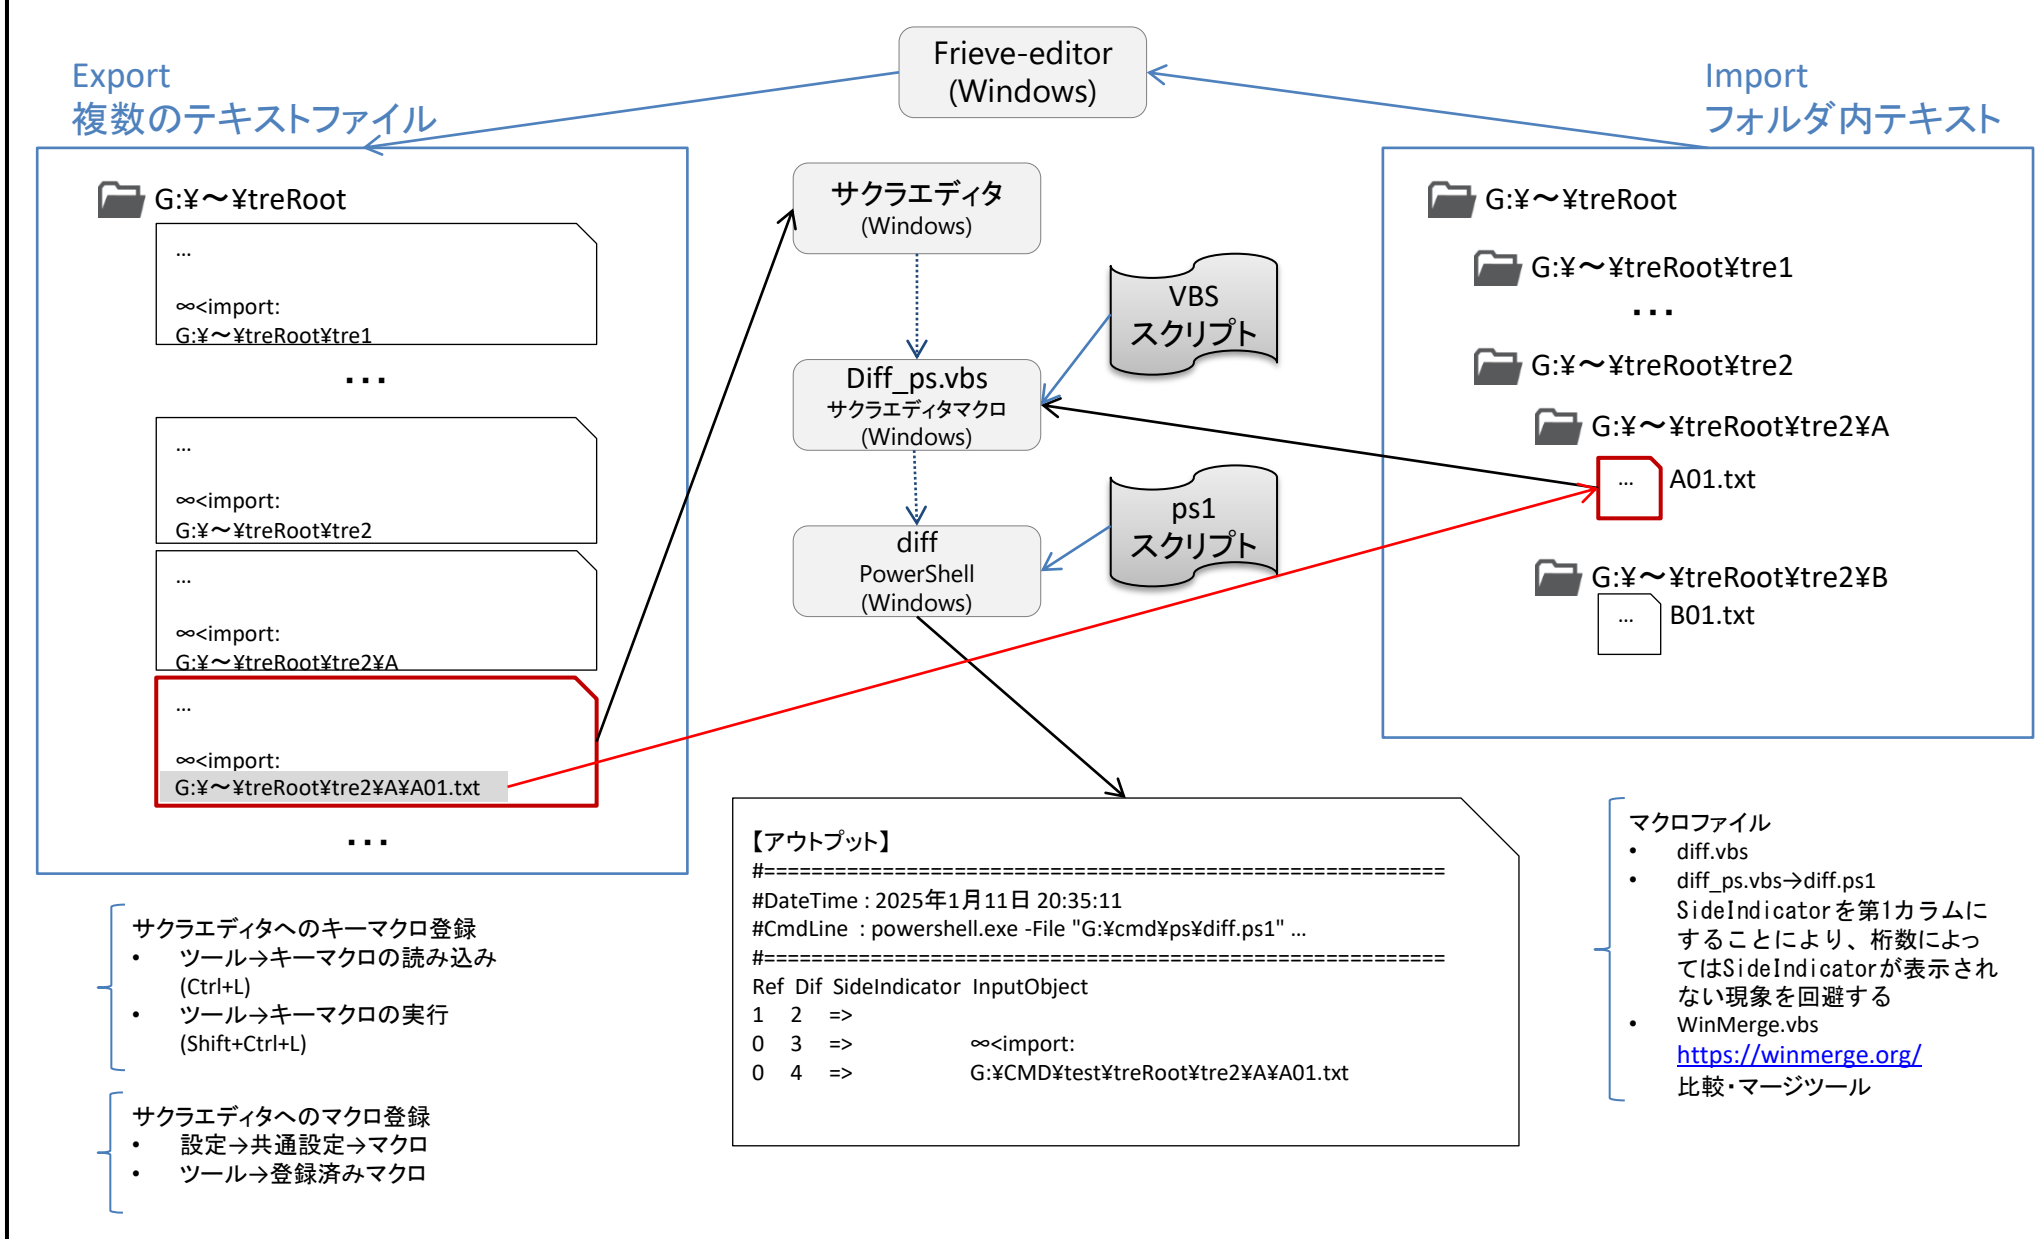 Frieve-editor
(Windows)
Export
複数のテキストファイル
Import
フォルダ内テキスト
G:¥～¥treRoot
...
∞<import:
G:¥～¥treRoot¥tre1
...
...
∞<import:
G:¥～¥treRoot¥tre2
...
∞<import:
G:¥～¥treRoot¥tre2¥A
...
∞<import:
G:¥～¥treRoot¥tre2¥A¥A01.txt
...
サクラエディタ
(Windows)
VBS
スクリプト
Diff_ps.vbs
サクラエディタマクロ
(Windows)
ps1
スクリプト
diff
PowerShell
(Windows)
G:¥～¥treRoot
G:¥～¥treRoot¥tre1
...
G:¥～¥treRoot¥tre2
G:¥～¥treRoot¥tre2¥A
... A01.txt
G:¥～¥treRoot¥tre2¥B
... B01.txt
【アウトプット】
#=========================================================
#DateTime : 2025年1月11日 20:35:11
#CmdLine : powershell.exe -File "G:¥cmd¥ps¥diff.ps1" ...
#=========================================================
Ref Dif SideIndicator InputObject
1 2 =>
0 3 => ∞<import:
0 4 => G:¥CMD¥test¥treRoot¥tre2¥A¥A01.txt
サクラエディタへのキーマクロ登録
• ツール→キーマクロの読み込み
(Ctrl+L)
• ツール→キーマクロの実行
(Shift+Ctrl+L)
サクラエディタへのマクロ登録
• 設定→共通設定→マクロ
• ツール→登録済みマクロ
マクロファイル
• diff.vbs
• diff_ps.vbs→diff.ps1
SideIndicatorを第1カラムに
することにより、桁数によっ
てはSideIndicatorが表示され
ない現象を回避する
• WinMerge.vbs
https://winmerge.org/
比較・マージツール